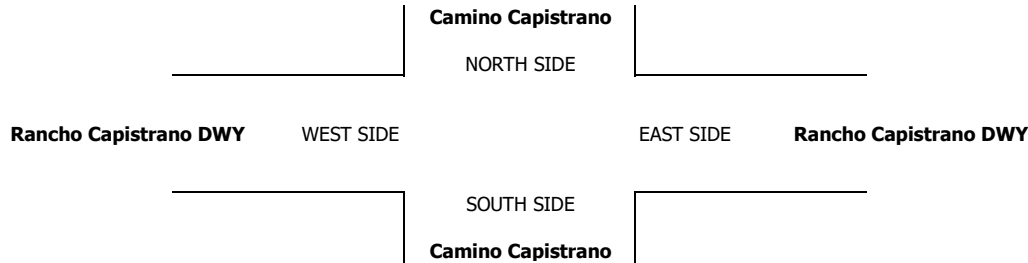 Camino Capistrano
NORTH SIDE
Rancho Capistrano DWY WEST SIDE EAST SIDE Rancho Capistrano DWY
SOUTH SIDE
Camino Capistrano